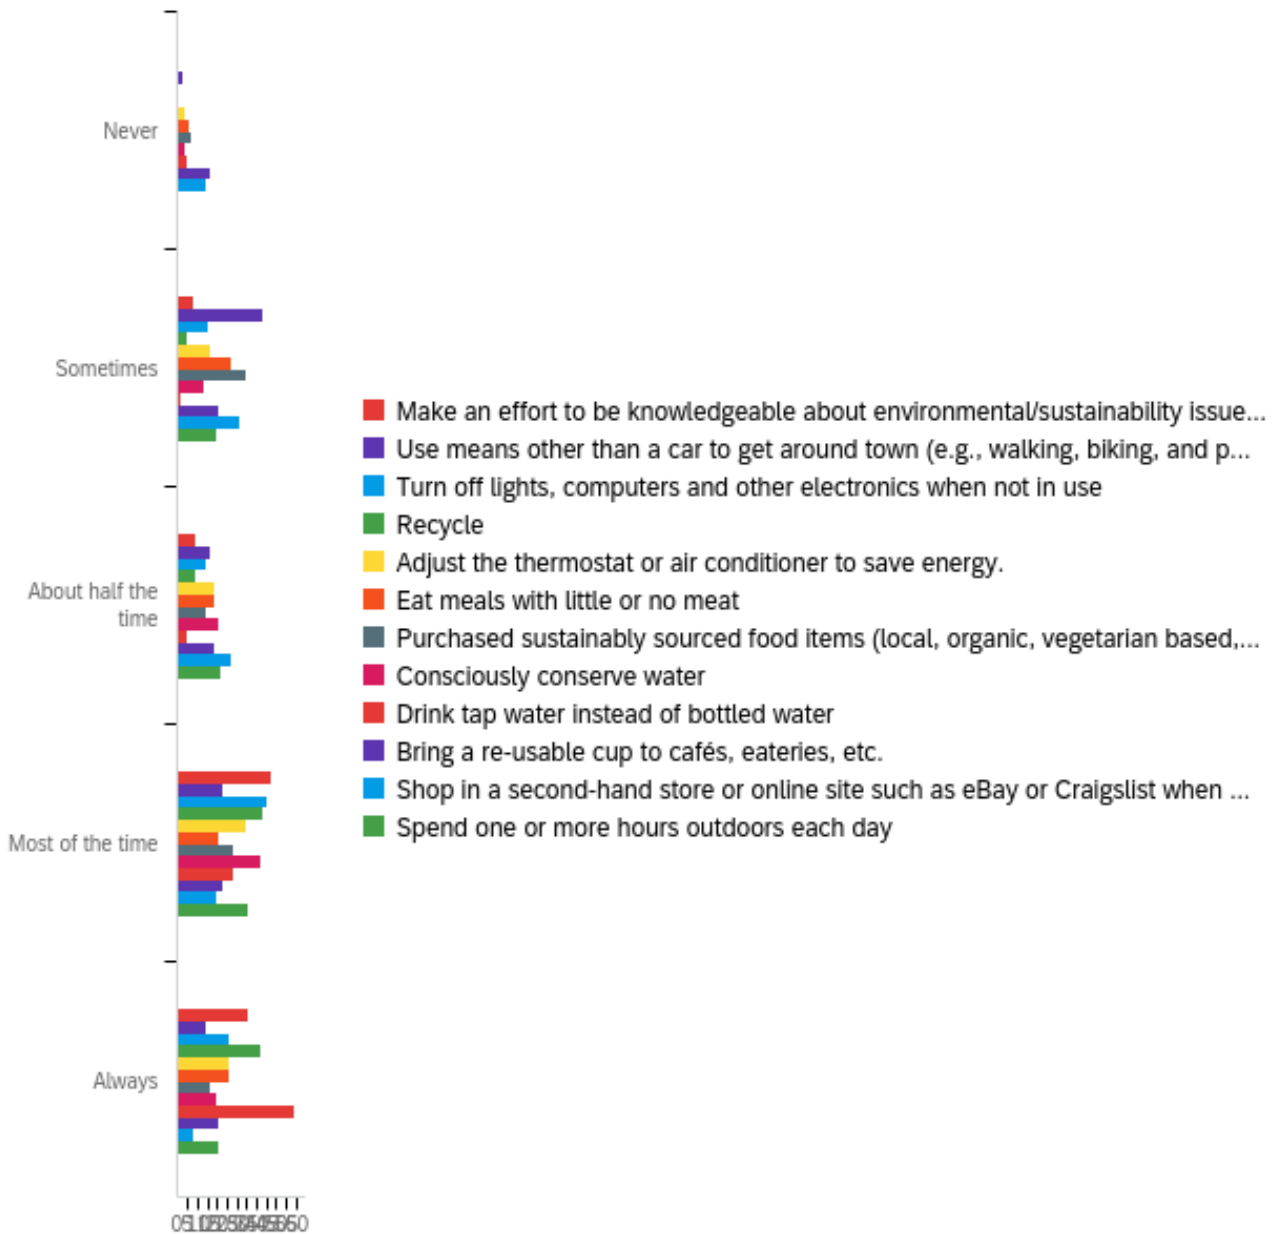 Never
Sometimes
About half the
time
Most of the time
Always
Make an effort to be knowledgeable about environmental/sustainability issue...
Use means other than a car to get around town (e.g., walking, biking, and p...
Turn off lights, computers and other electronics when not in use
Recycle
Adjust the thermostat or air conditioner to save energy.
Eat meals with little or no meat
Purchased sustainably sourced food items (local, organic, vegetarian based,...
Consciously conserve water
Drink tap water instead of bottled water
Bring a re-usable cup to cafés, eateries, etc.
Shop in a second-hand store or online site such as eBay or Craigslist when ...
Spend one or more hours outdoors each day